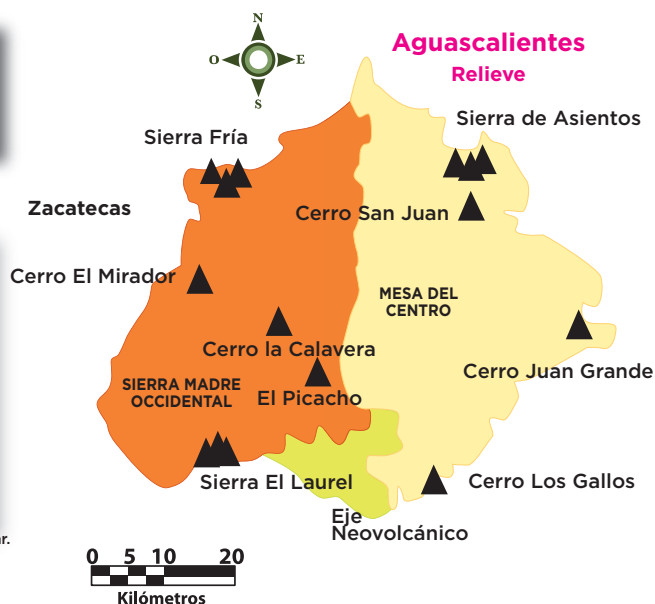 Aguascalientes
Relieve
N
O
E
S
Sierra de Asientos
Sierra Fría
Zacatecas
Cerro San Juan
Cerro El Mirador
MESA DEL
CENTRO
Cerro la Calavera
Cerro Juan Grande
SIERRA MADRE
OCCIDENTAL
El Picacho
Sierra El Laurel
Cerro Los Gallos
Eje
Neovolcánico
ar.
0 5 10 20
Kilómetros